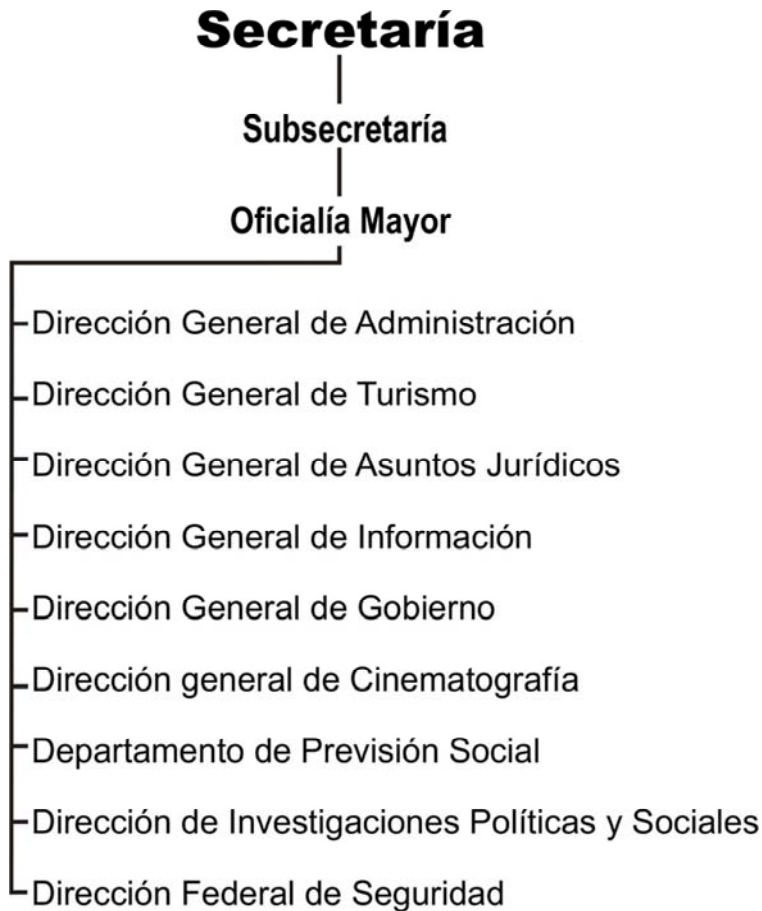 Secretaría
Subsecretaría
Oficialía Mayor
Dirección General de Administración
Dirección General de Turismo
Dirección General de Asuntos Jurídicos
Dirección General de Información
Dirección General de Gobierno
Dirección general de Cinematografía
Departamento de Previsión Social
Dirección de Investigaciones Políticas y Sociales
Dirección Federal de Seguridad